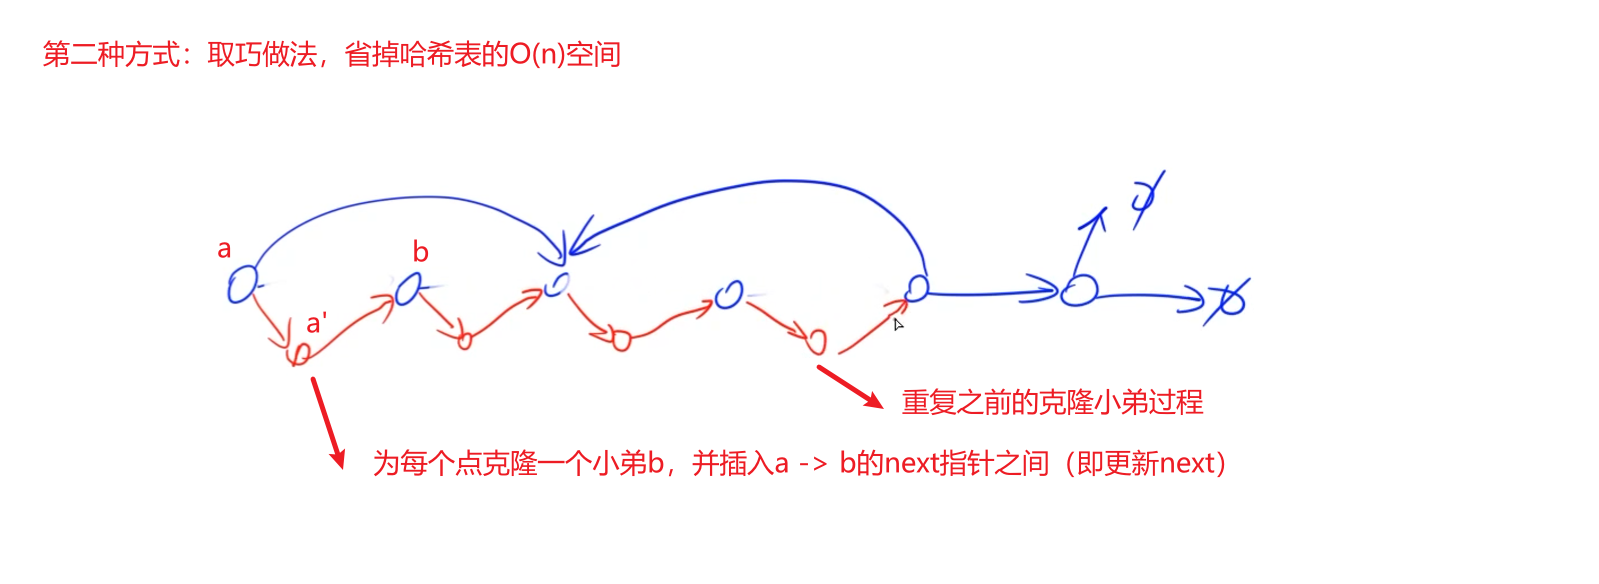 第二种方式：取巧做法，省掉哈希表的O(n)空间
a
b
a'
重复之前的克隆小弟过程
为每个点克隆一个小弟b，并插入a -> b的next指针之间（即更新next）